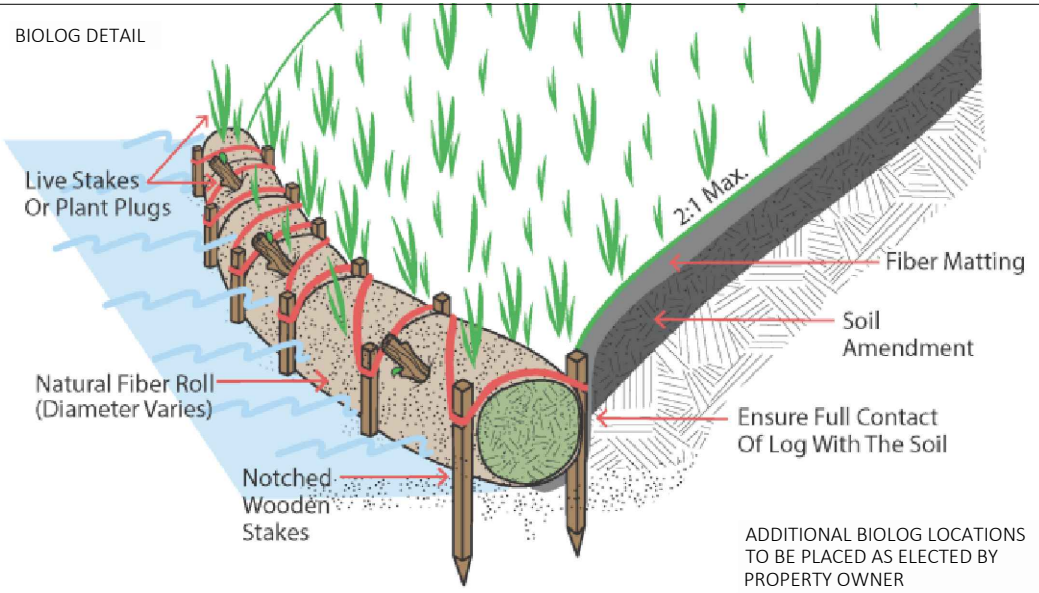 BIOLOG DETAIL
Live Stakes
Or Plant Plugs
2:1 Max.
Fiber Matting
Soil
Amendment
Natural Fiber Roll
(Diameter Varies)
Ensure Full Contact
Of Log With The Soil
Notched
Wooden
Stakes
ADDITIONAL BIOLOG LOCATIONS
TO BE PLACED AS ELECTED BY
PROPERTY OWNER